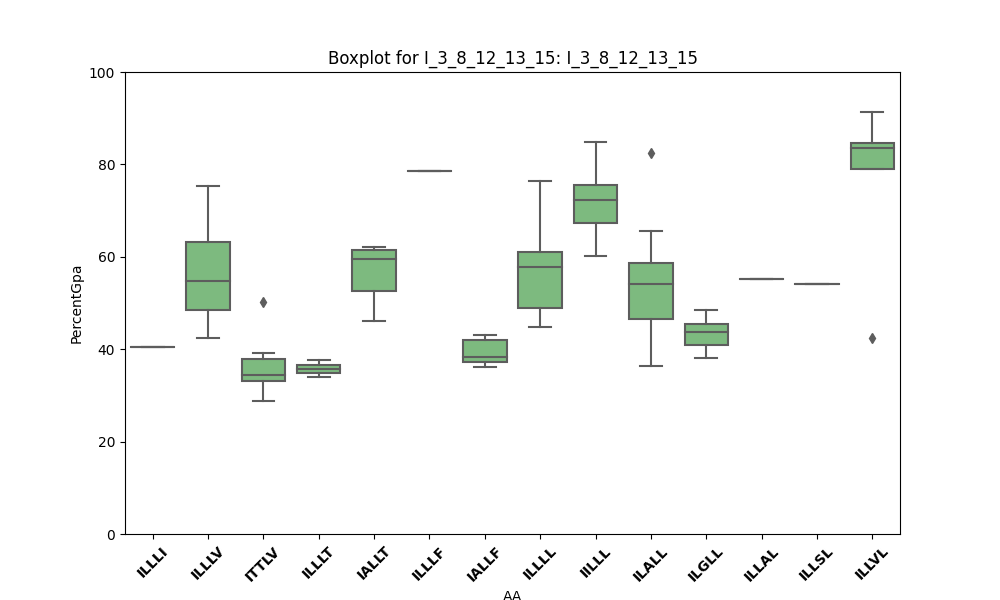 Boxplot for I_3_8_12_13_15: I_3_8_12_13_15
100
80
60
40
20
0
PercentGpa
ILLLI ILLLV ITTLV ILLLT IALLT ILLLF IALLF ILLLL IILLL ILALL ILGLL ILLAL ILLSL ILLVL
AA